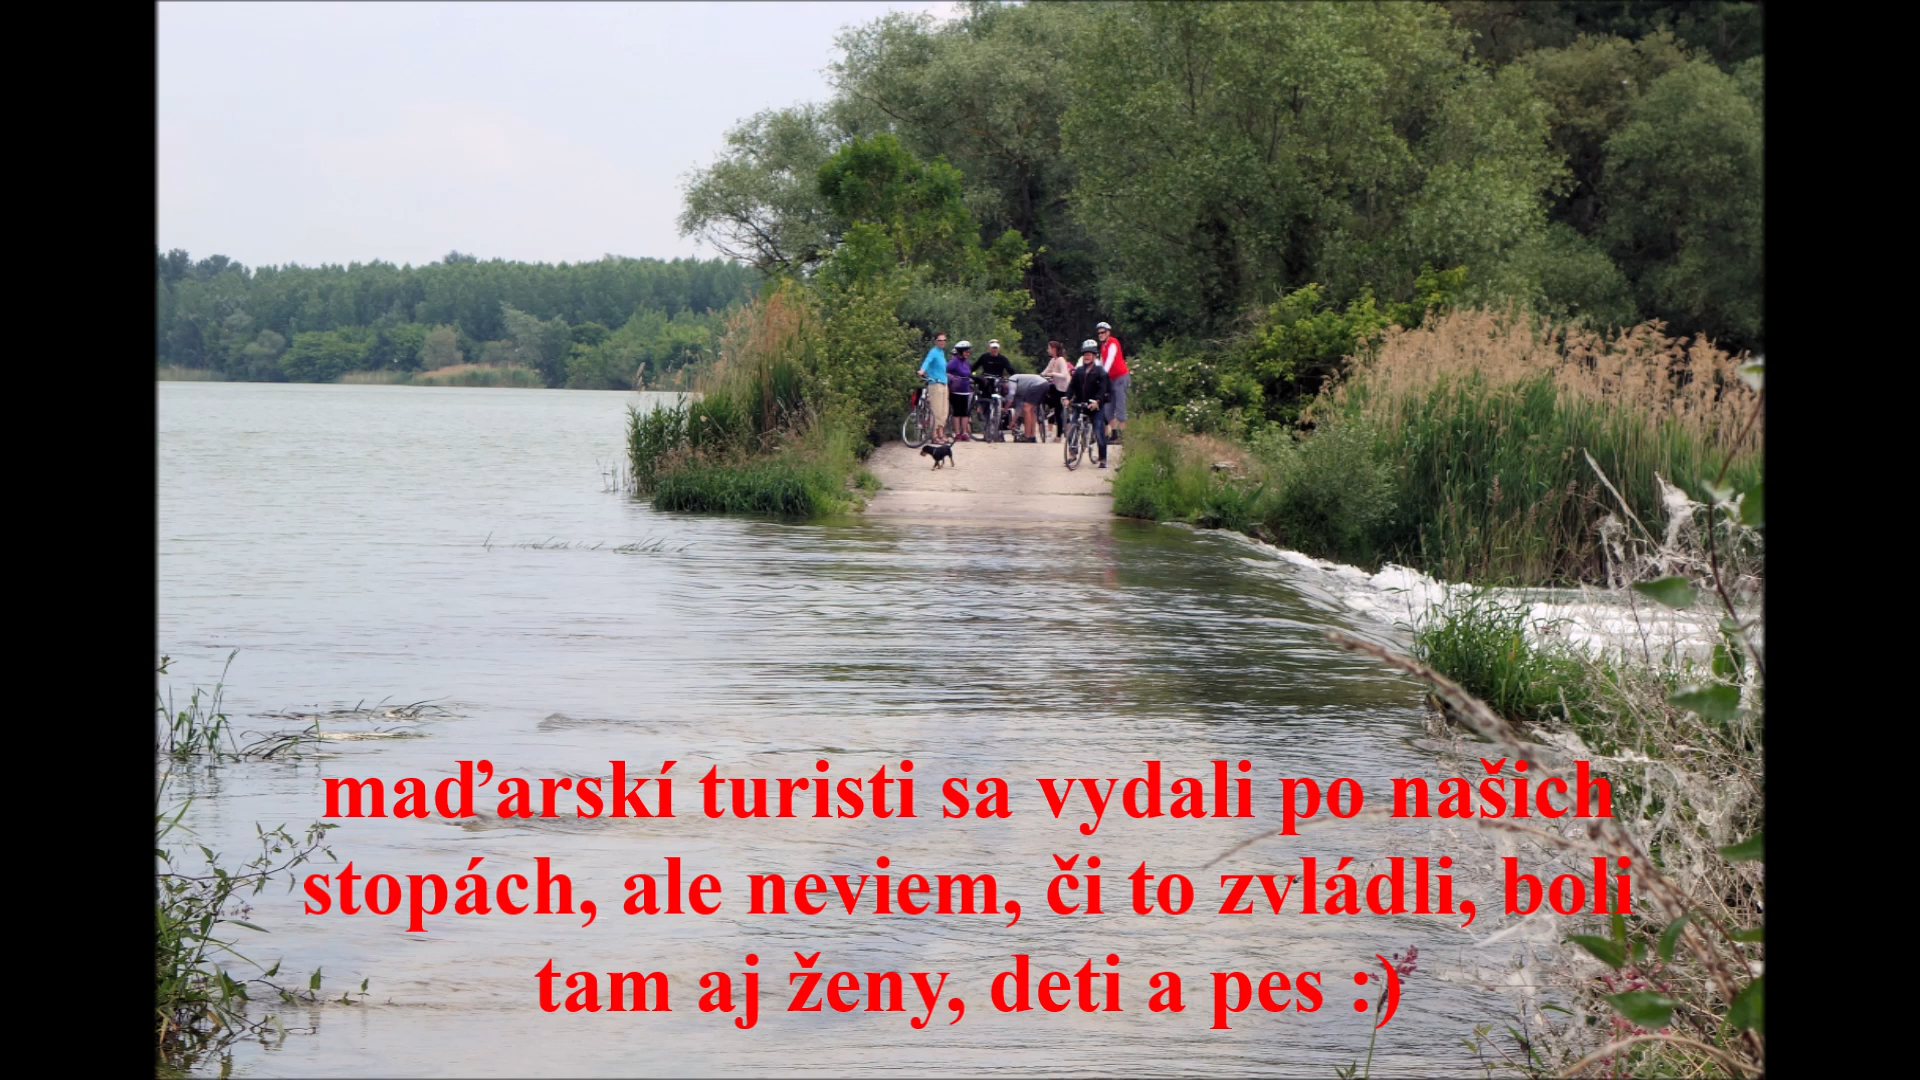 maďarskí turisti sa vydali po našich
stopách, ale neviem, či to zvládli, boli
tam aj ženy, deti a pes :)